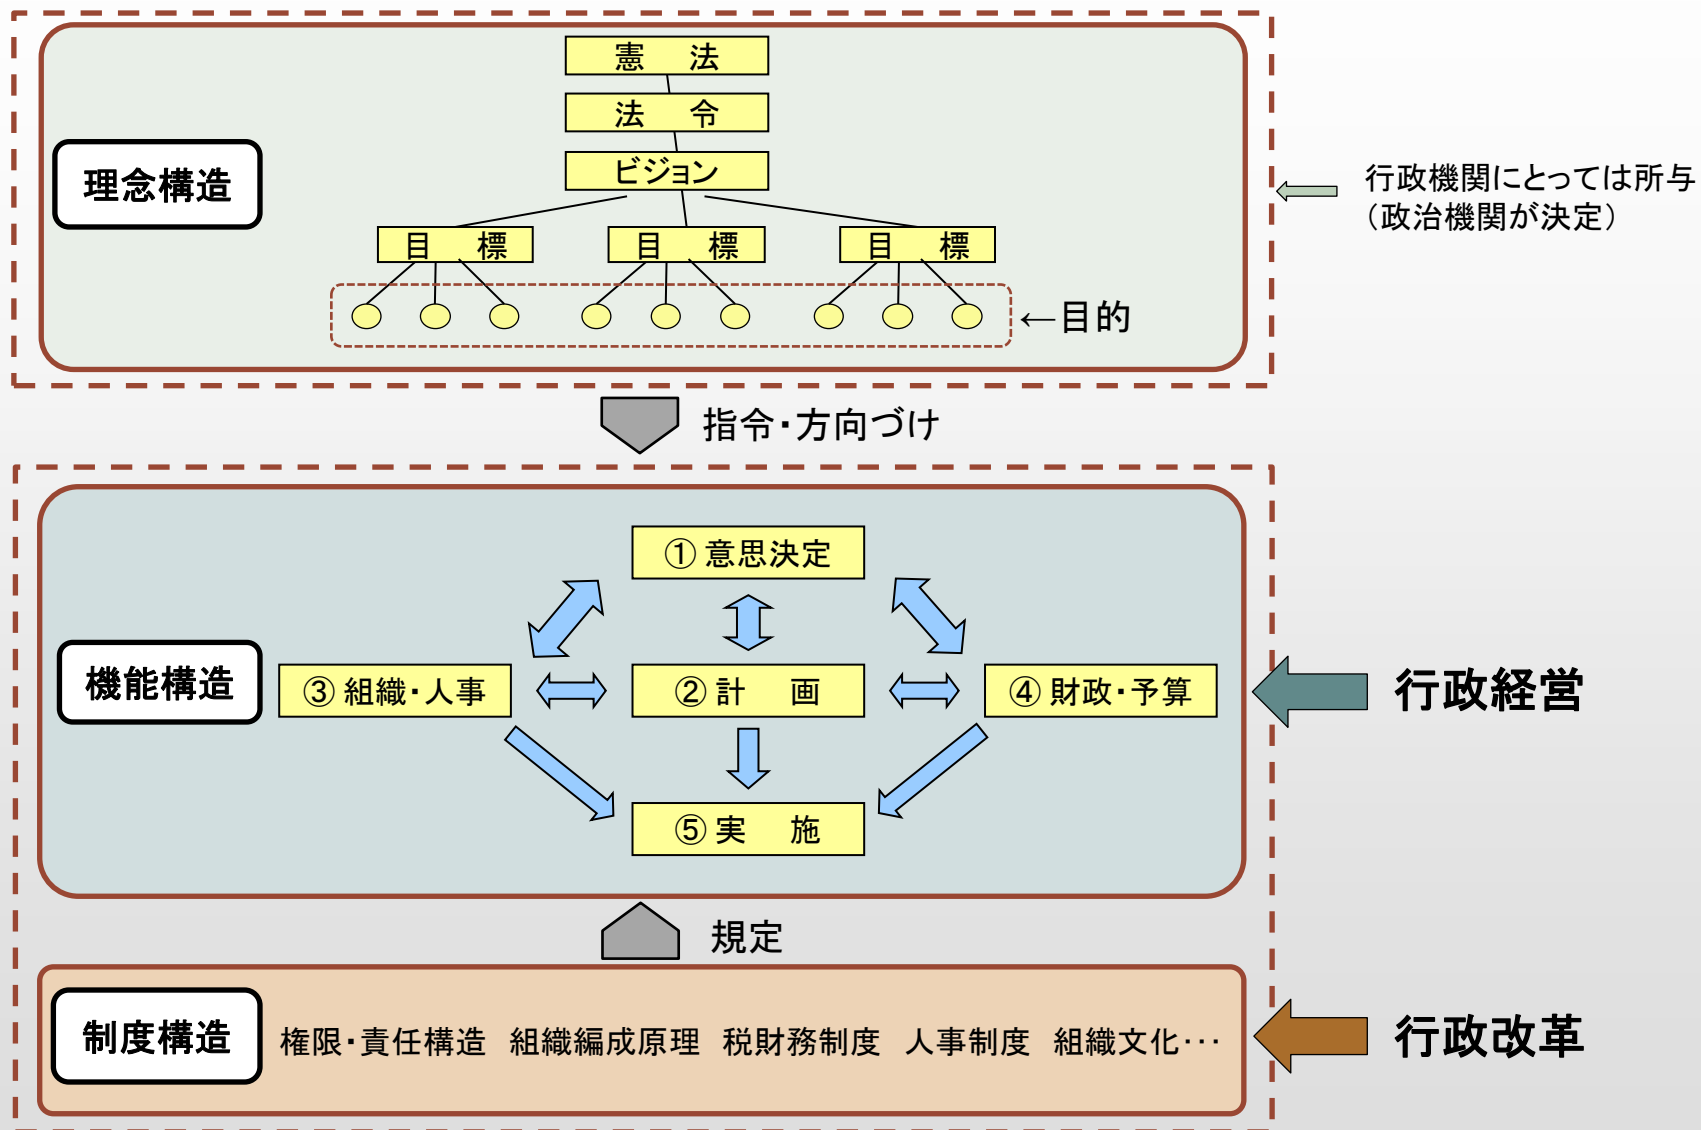 憲　法
法　令
ビジョン
理念構造
行政機関にとっては所与
（政治機関が決定）
目　標
目　標
目　標
←目的
指令・方向づけ
①意思決定
機能構造
③組織・人事
②計　画
④財政・予算
行政経営
⑤実　施
規定
制度構造
権限・責任構造　組織編成原理　税財務制度　人事制度　組織文化…
行政改革